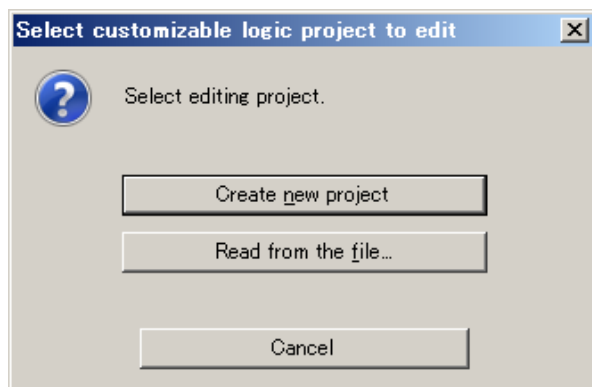 Select customizable logic project to edit
Select editing project.
Create new project
Read from the file...
Cancel